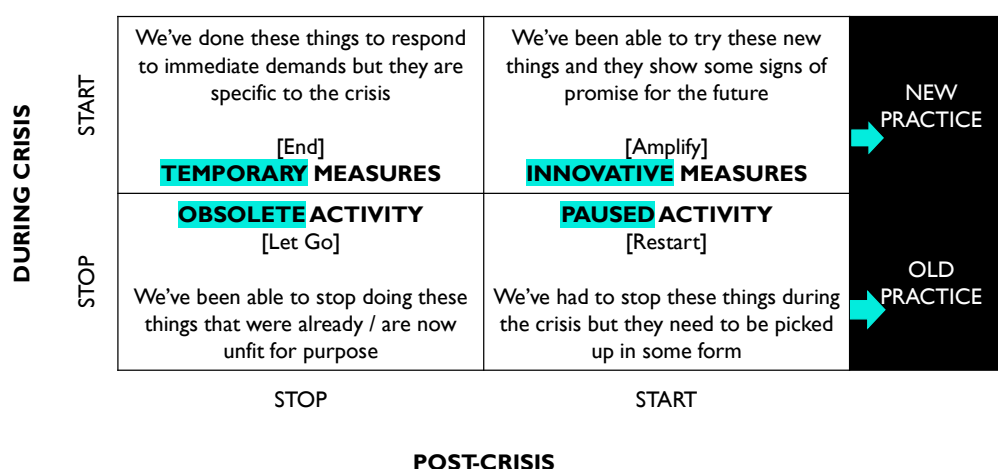 We've done these things to respond
to immediate demands but they are
specific to the crisis
[End]
TEMPORARY MEASURES
We've been able to try these new
things and they show some signs of
promise for the future
[Amplify]
INNOVATIVE MEASURES
NEW
PRACTICE
DURING CRISIS
START
STOP
OBSOLETE ACTIVITY
[Let Go]
We've been able to stop doing these
things that were already / are now
unfit for purpose
PAUSED ACTIVITY
[Restart]
We've had to stop these things during
the crisis but they need to be picked
up in some form
OLD
PRACTICE
STOP
START
POST-CRISIS